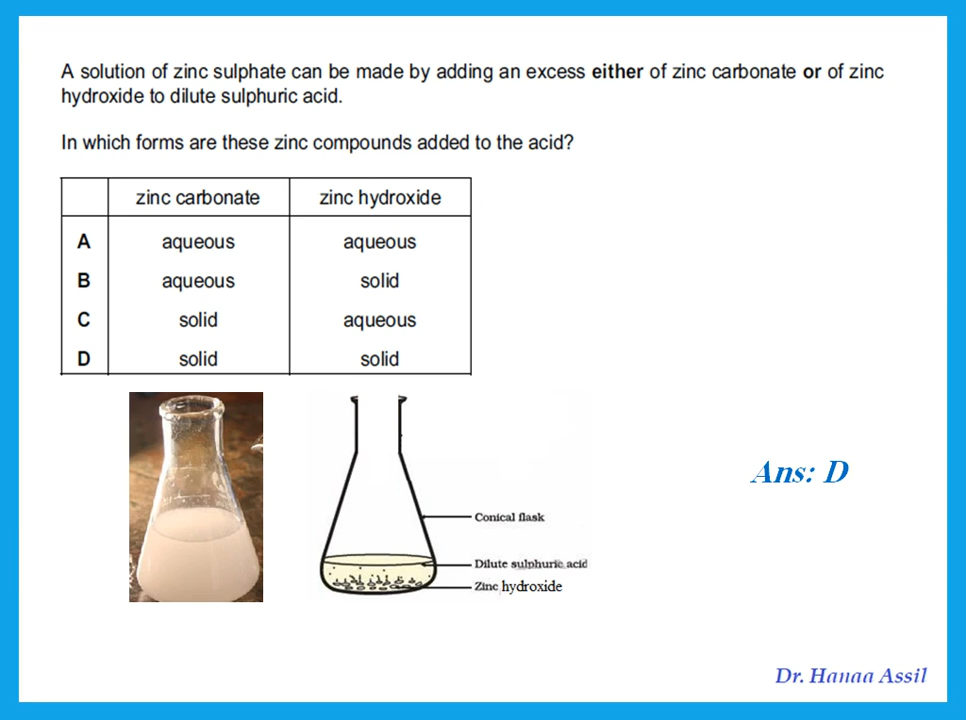 A solution of zinc sulphate can be made by adding an excess either of zinc carbonate or of zinc
hydroxide to dilute sulphuric acid.
In which forms are these zinc compounds added to the acid?
zinc carbonate zinc hydroxide
A aqueous aqueous
B aqueous solid
C solid aqueous
D solid solid
Ans: D
Conical flask
Dilute sulphuric acid
Zinc hydroxide
Dr. Hanaa Assil